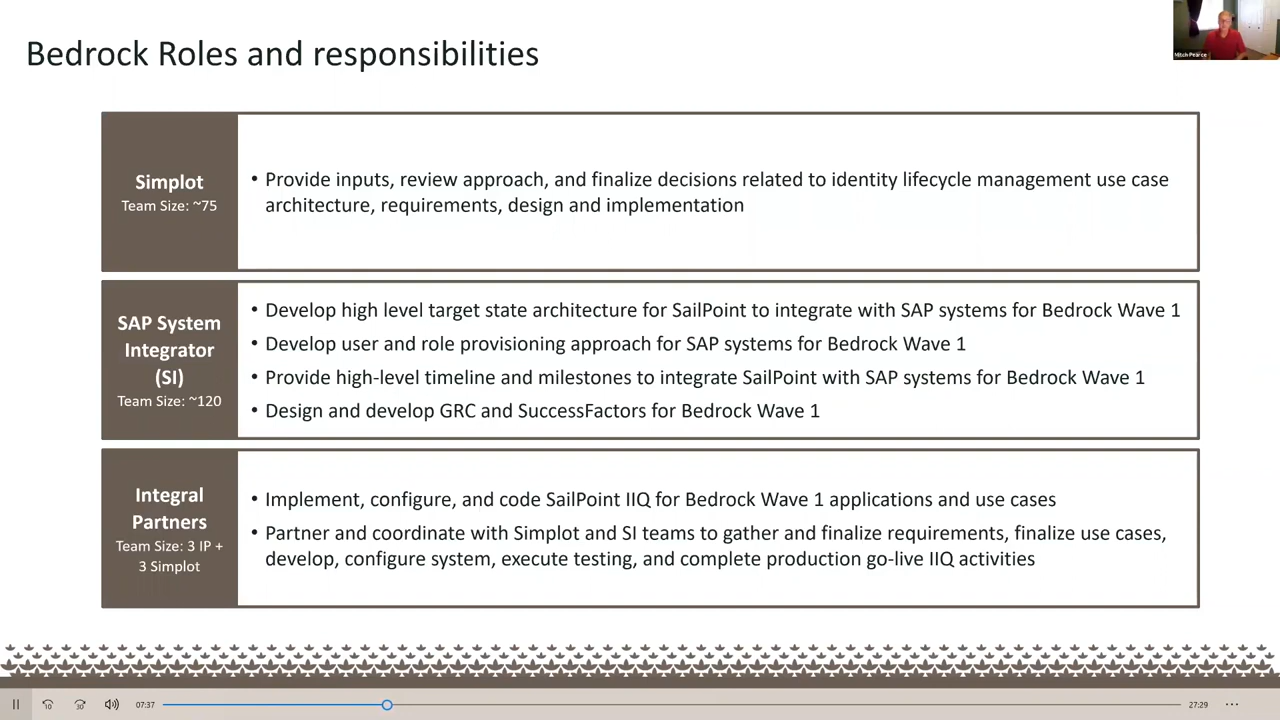 Bedrock Roles and responsibilities
Mitch Pearce
Simplot
Team Size: ~75
• Provide inputs, review approach, and finalize decisions related to identity lifecycle management use case
architecture, requirements, design and implementation
SAP System
Integrator
(SI)
Team Size: ~120
• Develop high level target state architecture for SailPoint to integrate with SAP systems for Bedrock Wave 1
• Develop user and role provisioning approach for SAP systems for Bedrock Wave 1
• Provide high-level timeline and milestones to integrate SailPoint with SAP systems for Bedrock Wave 1
• Design and develop GRC and SuccessFactors for Bedrock Wave 1
Integral
Partners
Team Size: 3 IP +
3 Simplot
• Implement, configure, and code SailPoint IIQ for Bedrock Wave 1 applications and use cases
• Partner and coordinate with Simplot and SI teams to gather and finalize requirements, finalize use cases,
develop, configure system, execute testing, and complete production go-live IIQ activities
10
30
07:37
27:29